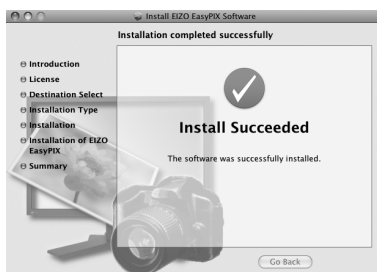 Install EIZO EasyPIX Software
Installation completed successfully
Introduction
License
Destination Select
Installation Type
Installation
Installation of EIZO
EasyPIX
Summary
Install Succeeded
The software was successfully installed.
Go Back